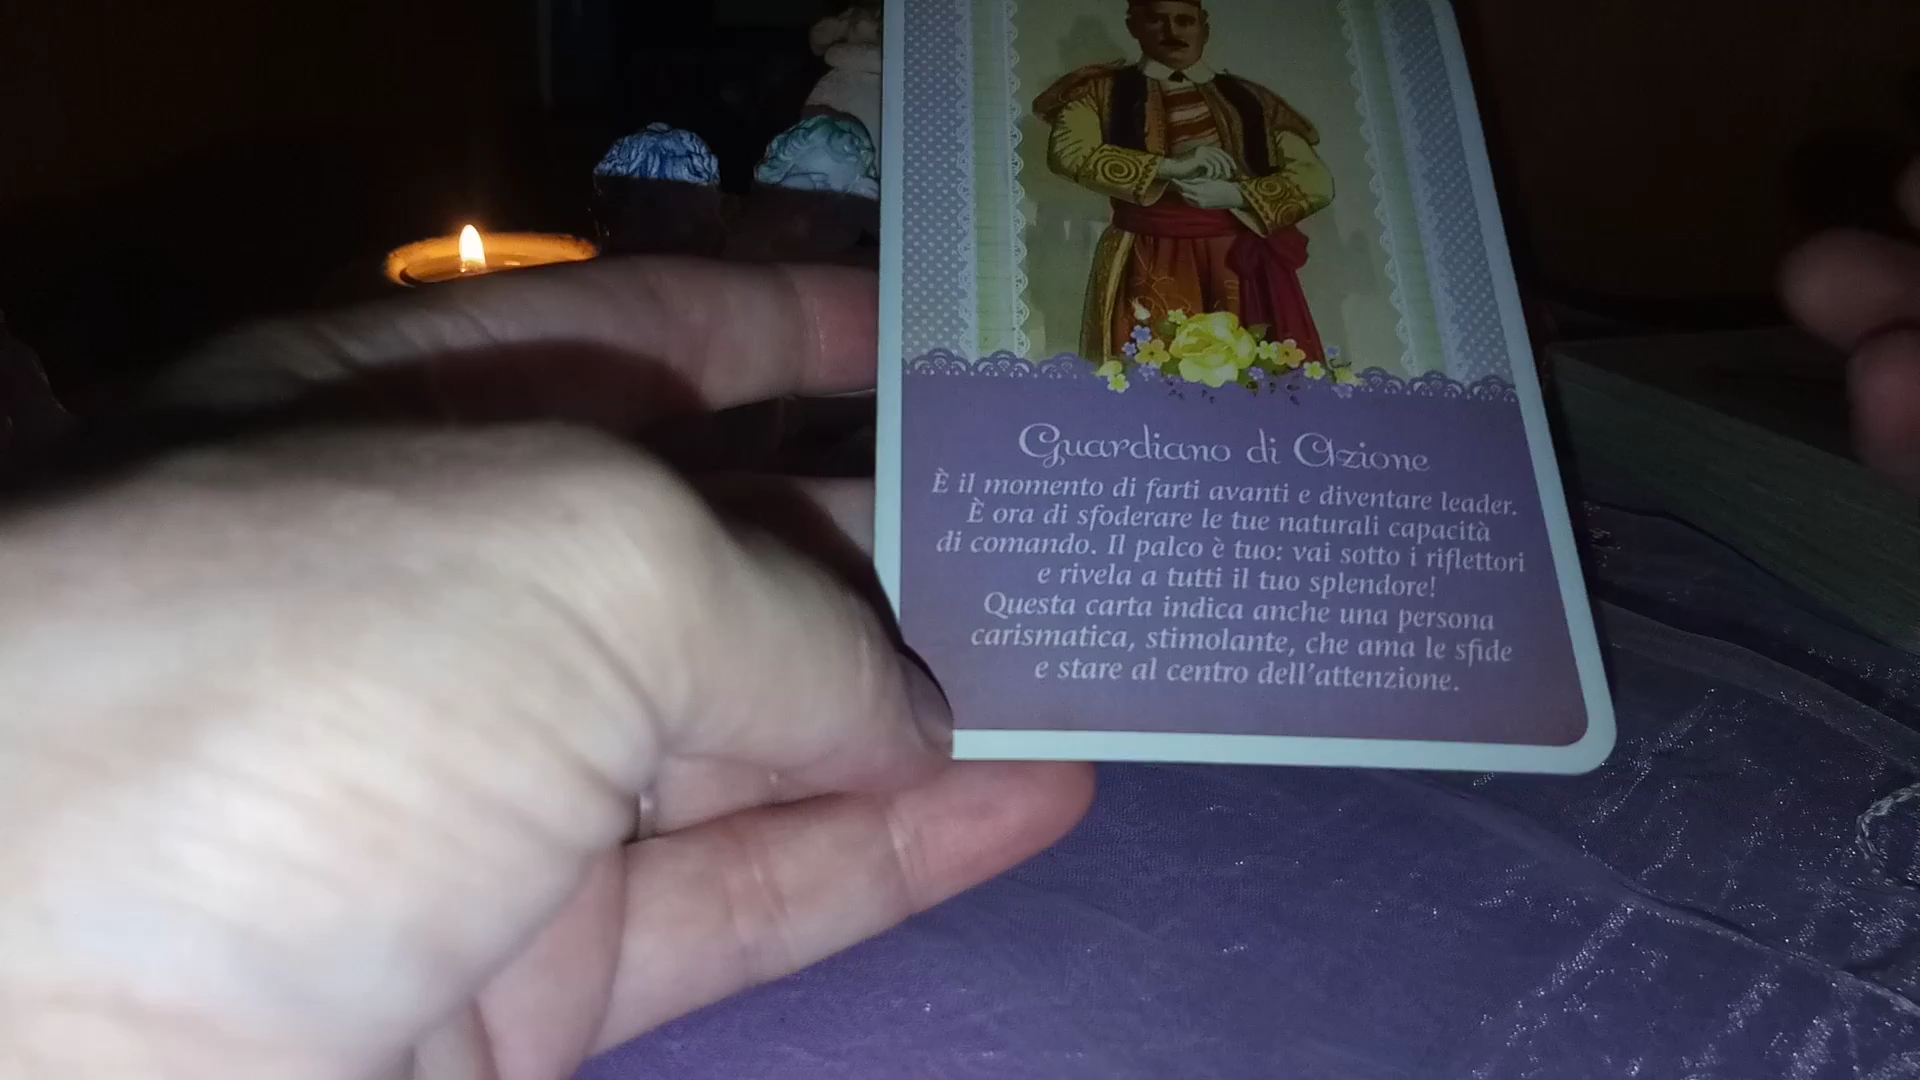 Guardiano di Azione
È il momento di farti avanti e diventare leader.
È ora di sfoderare le tue naturali capacità
di comando. Il palco è tuo: vai sotto i riflettori
e rivela a tutti il tuo splendore!
Questa carta indica anche una persona
carismatica, stimolante, che ama le sfide
e stare al centro dell'attenzione.